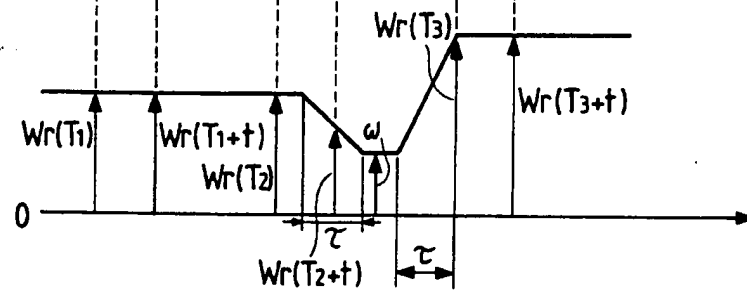 Wr(T3)
Wr(T1)
Wr(T1+t)
ω
Wr(T3+t)
Wr(T2)
0
τ
τ
Wr(T2+t)